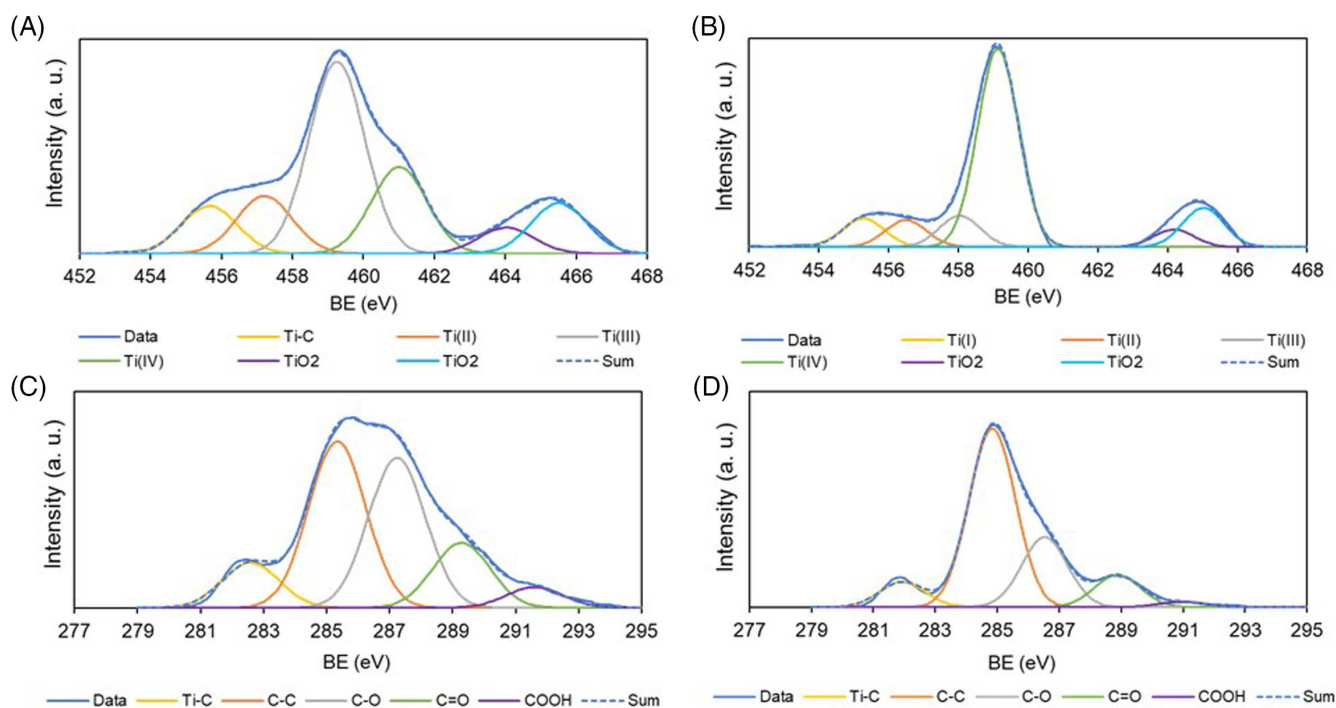 (A)
Intensity (a. u.)
452 454 456 458 460 462 464 466 468
BE (eV)
Data Ti-C Ti(II) Ti(III)
Ti(IV) TiO2 TiO2 Sum
(B)
Intensity (a. u.)
452 454 456 458 460 462 464 466 468
BE (eV)
Data Ti(I) Ti(II) Ti(III)
Ti(IV) TiO2 TiO2 Sum
(C)
Intensity (a. u.)
277 279 281 283 285 287 289 291 293 295
BE (eV)
Data Ti-C C-C C-O C=O COOH Sum
(D)
Intensity (a. u.)
277 279 281 283 285 287 289 291 293 295
BE (eV)
Data Ti-C C-C C-O C=O COOH Sum